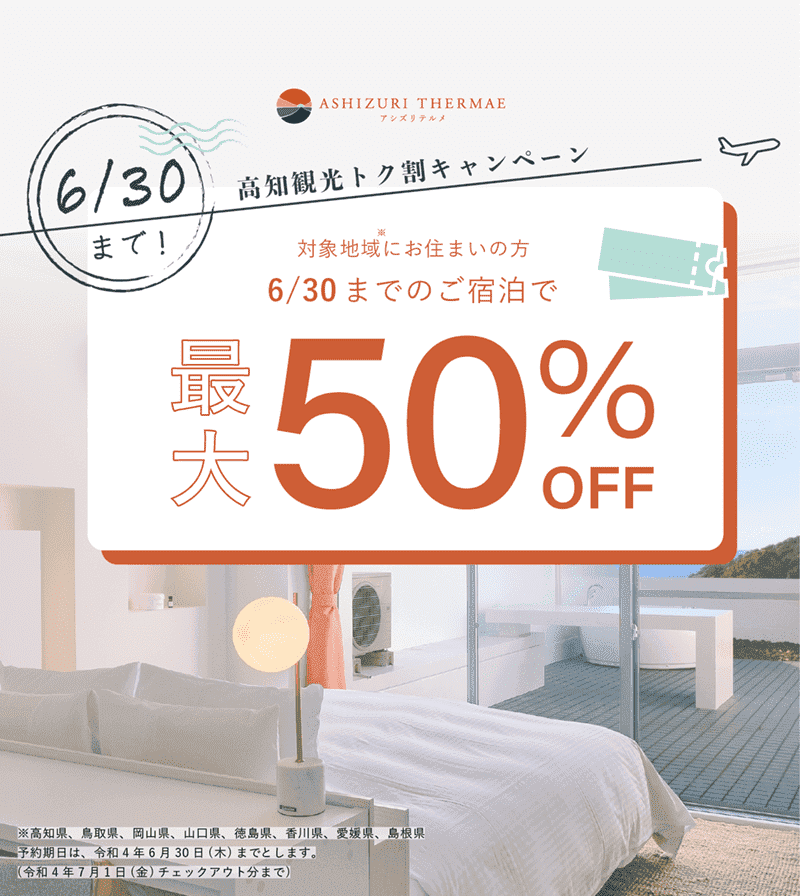 ASHIZURI THERMAE
アシズリテルメ
6/30
まで!
高知観光トク割キャンペーン
※
対象地域にお住まいの方
6/30までのご宿泊で
最大50%
OFF
※高知県、鳥取県、岡山県、山口県、徳島県、香川県、愛媛県、島根県
予約期日は、令和4年6月30日(木)までとします。
(令和4年7月1日(金)チェックアウト分まで)